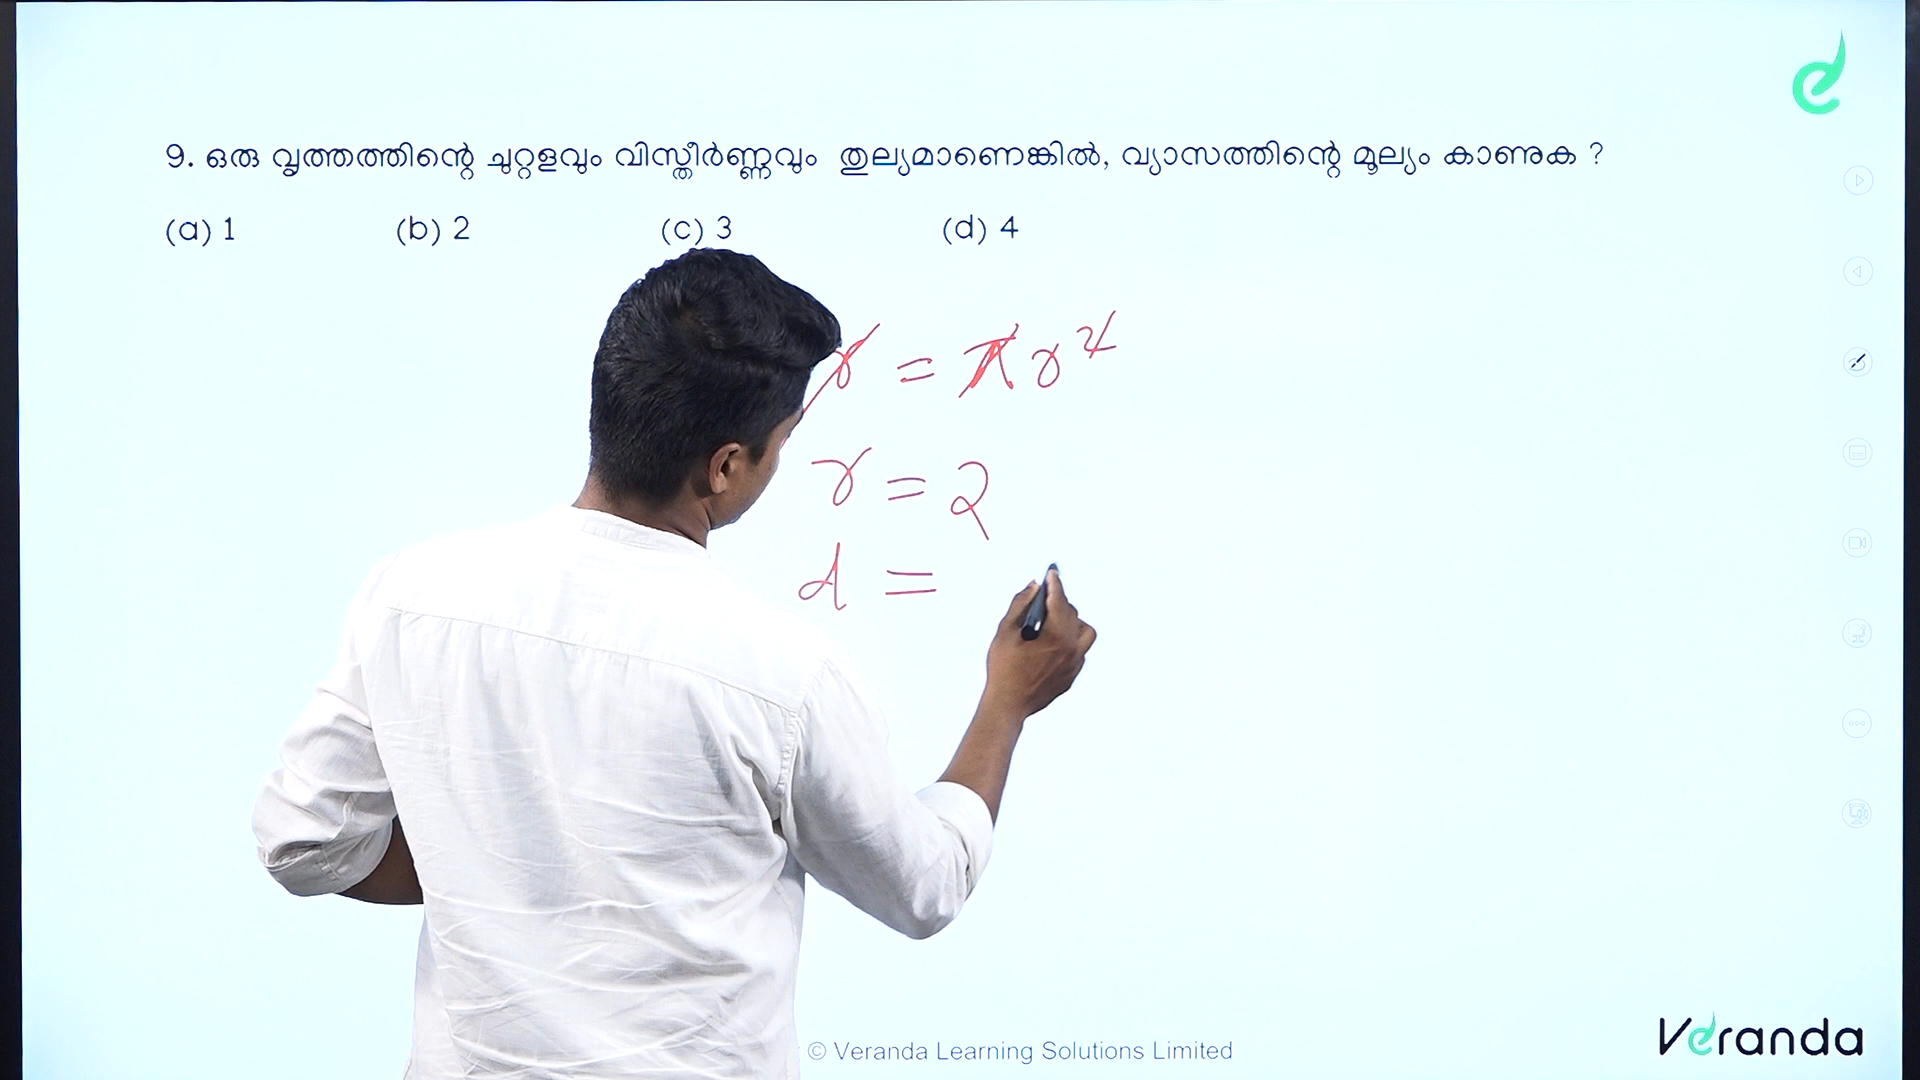 9. ഒരു വൃത്തത്തിന്റെ ചുറ്റളവും വിസ്തീർണ്ണവും തുല്യമാണെങ്കിൽ, വ്യാസത്തിന്റെ മൂല്യം കാണുക ?
(a) 1 (b) 2 (c) 3 (d) 4
r = πr²
r = 2
d =
© Veranda Learning Solutions Limited
Veranda